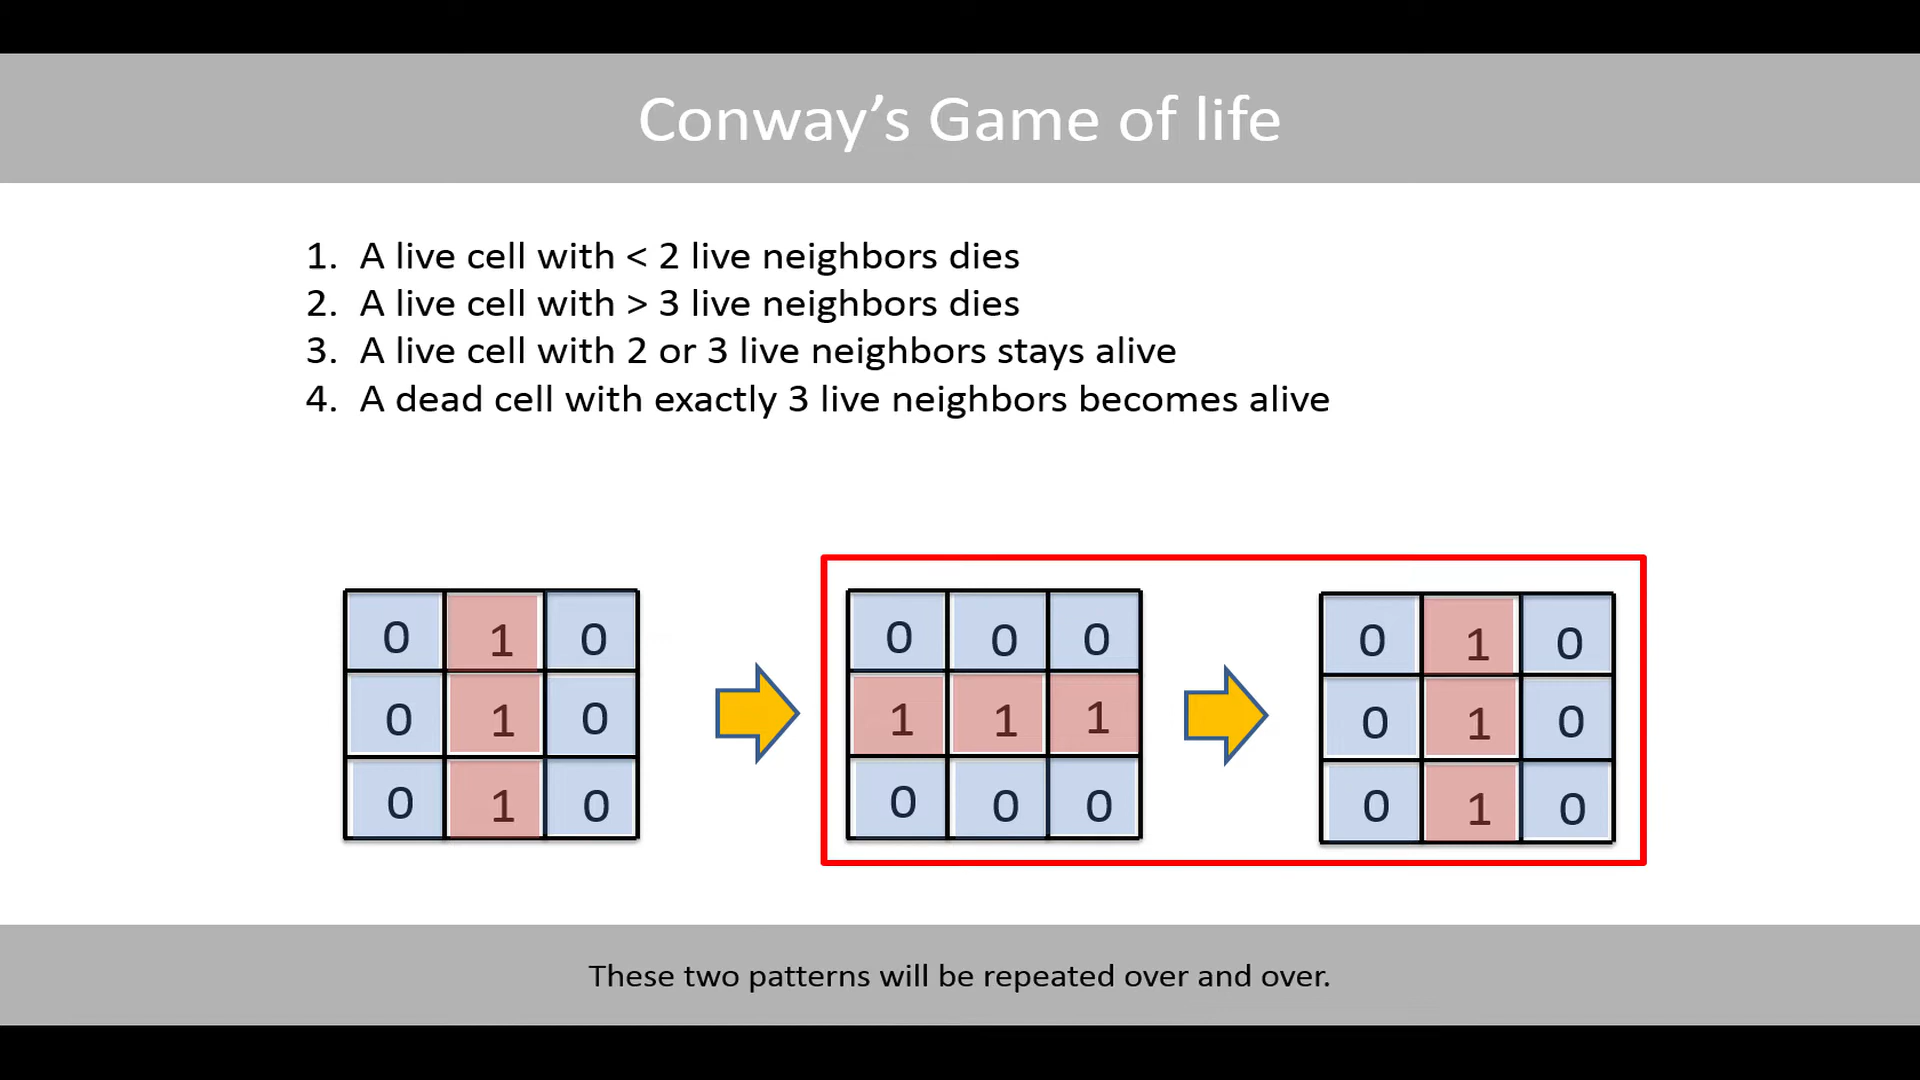 Conway’s Game of life
1. A live cell with < 2 live neighbors dies
2. A live cell with > 3 live neighbors dies
3. A live cell with 2 or 3 live neighbors stays alive
4. A dead cell with exactly 3 live neighbors becomes alive
0 1 0
0 1 0
0 1 0
0 0 0
1 1 1
0 0 0
0 1 0
0 1 0
0 1 0
These two patterns will be repeated over and over.